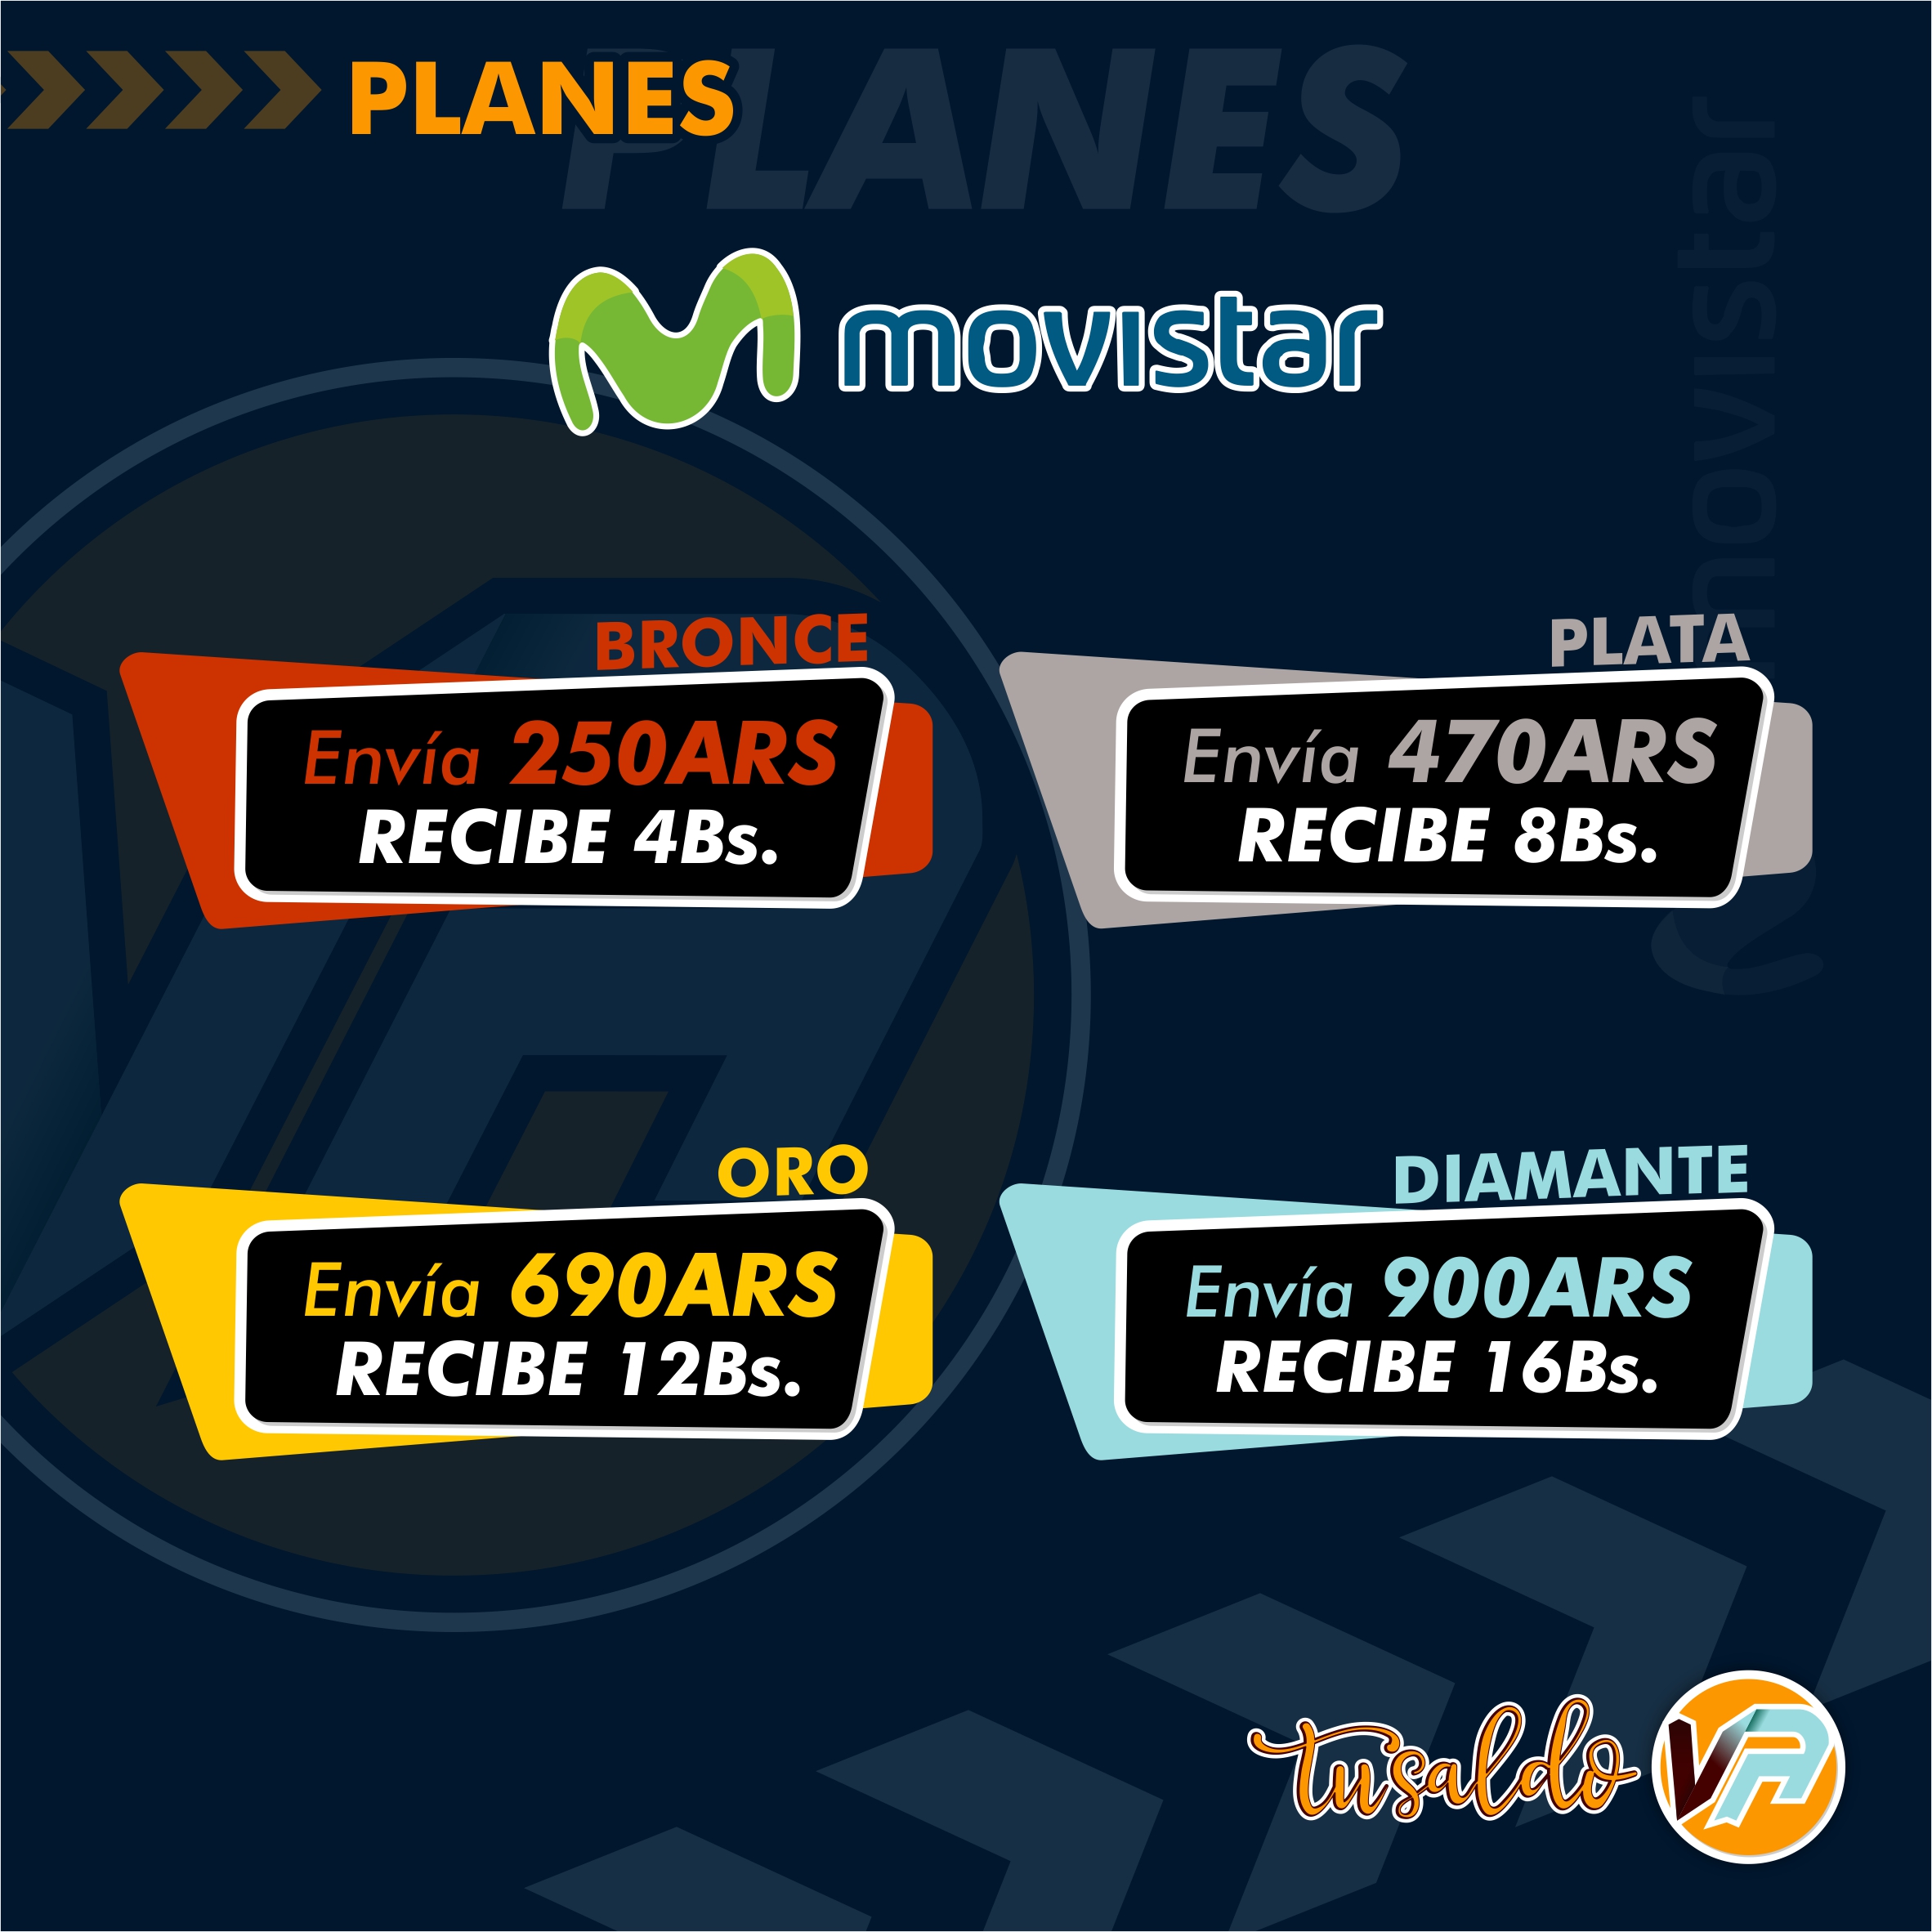 PLANES
PLANES
movistar
movistar
BRONCE
Envía 250ARS
RECIBE 4Bs.
PLATA
Envía 470ARS
RECIBE 8Bs.
ORO
Envía 690ARS
RECIBE 12Bs.
DIAMANTE
Envía 900ARS
RECIBE 16Bs.
Tusaldo
VP